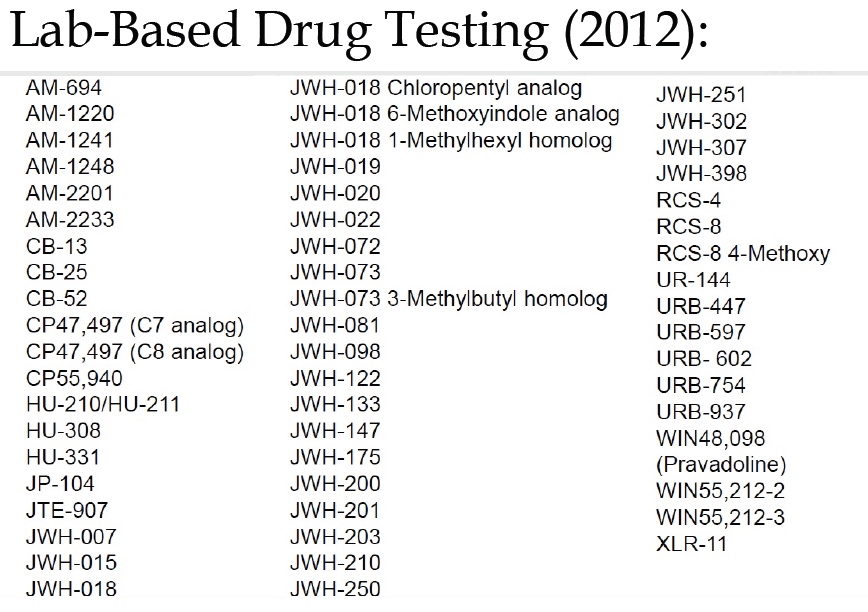 Lab-Based Drug Testing (2012):
AM-694
AM-1220
AM-1241
AM-1248
AM-2201
AM-2233
CB-13
CB-25
CB-52
CP47,497 (C7 analog)
CP47,497 (C8 analog)
CP55,940
HU-210/HU-211
HU-308
HU-331
JP-104
JTE-907
JWH-007
JWH-015
JWH-018
JWH-018 Chloropentyl analog
JWH-018 6-Methoxyindole analog
JWH-018 1-Methylhexyl homolog
JWH-019
JWH-020
JWH-022
JWH-072
JWH-073
JWH-073 3-Methylbutyl homolog
JWH-081
JWH-098
JWH-122
JWH-133
JWH-147
JWH-175
JWH-200
JWH-201
JWH-203
JWH-210
JWH-250
JWH-251
JWH-302
JWH-307
JWH-398
RCS-4
RCS-8
RCS-8 4-Methoxy
UR-144
URB-447
URB-597
URB- 602
URB-754
URB-937
WIN48,098
(Pravadoline)
WIN55,212-2
WIN55,212-3
XLR-11